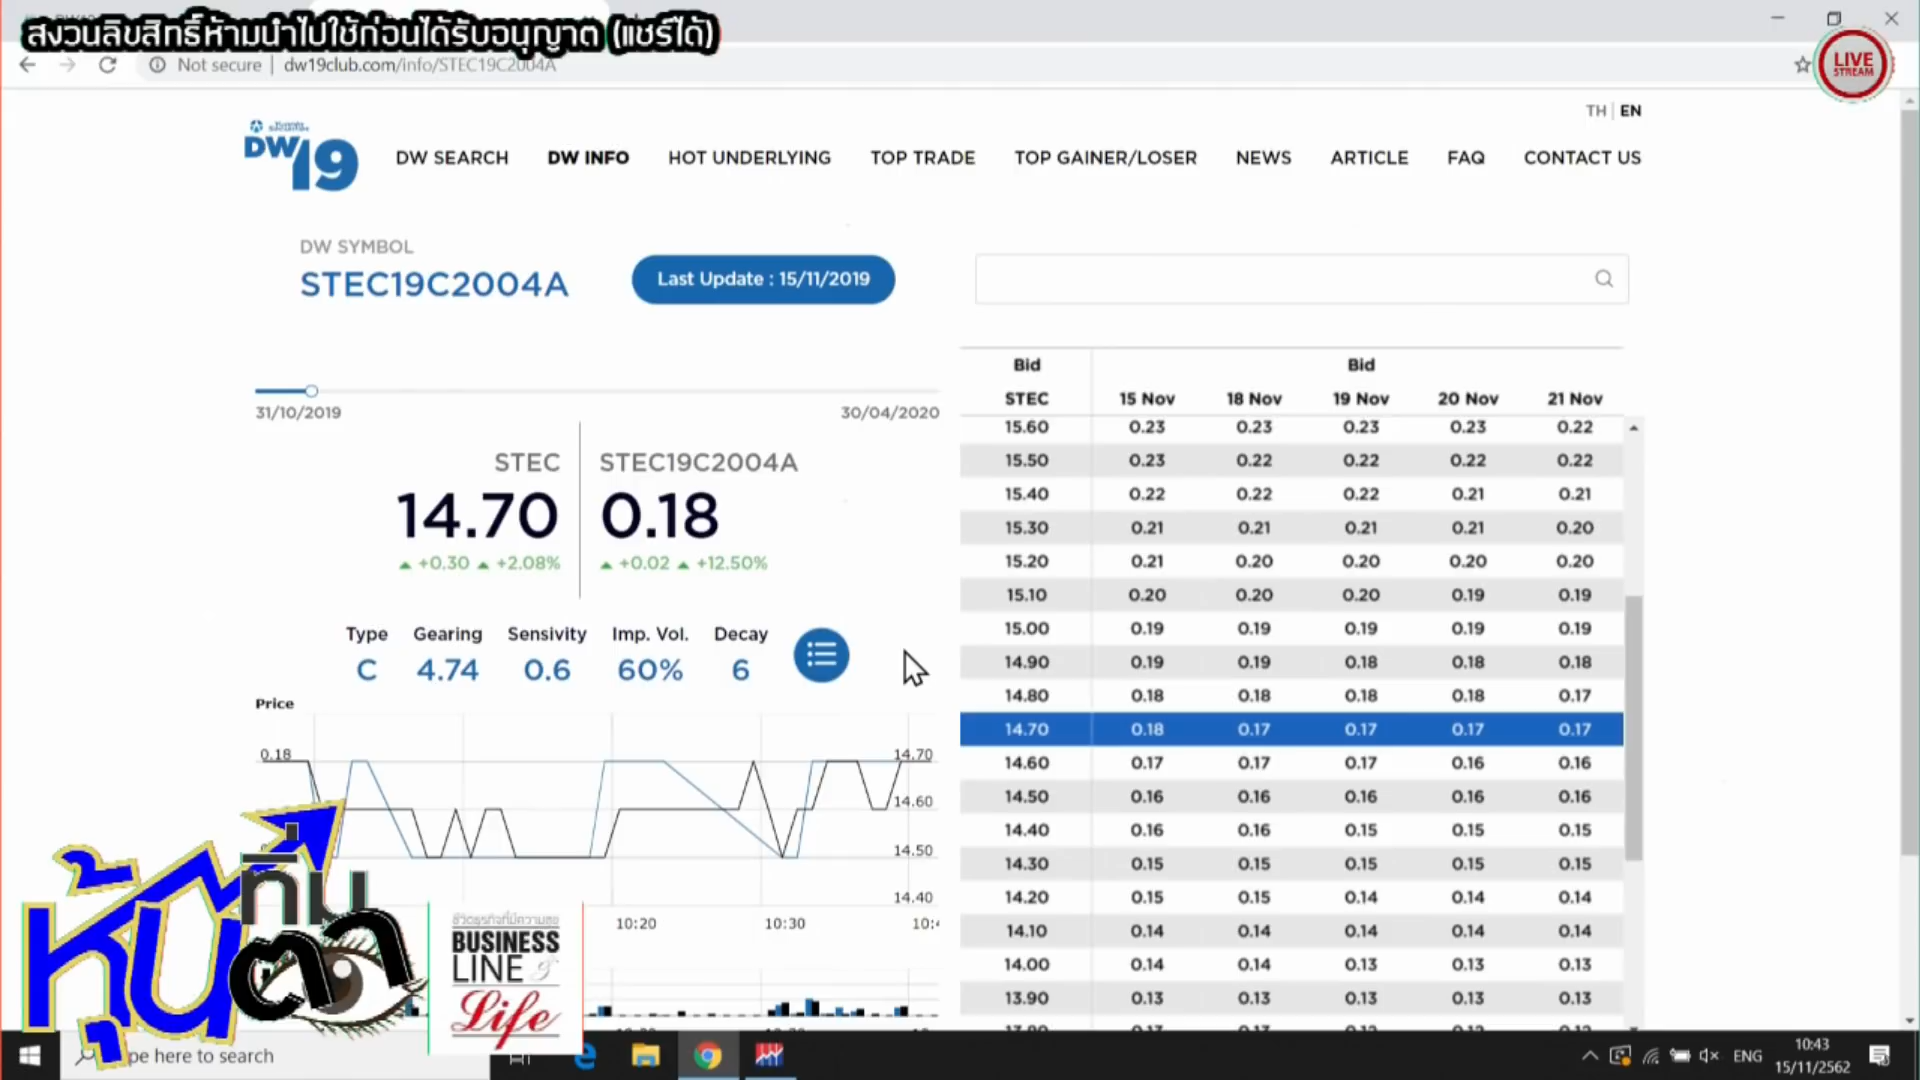 สงวนลิขสิทธิ์ห้ามนำไปใช้ก่อนได้รับอนุญาต (แชร์ได้)
Not secure | dw19club.com/info/STEC19C2004A
LIVE
STREAM
TH | EN
DW19
DW SEARCH DW INFO HOT UNDERLYING TOP TRADE TOP GAINER/LOSER NEWS ARTICLE FAQ CONTACT US
DW SYMBOL
STEC19C2004A
Last Update : 15/11/2019
31/10/2019 30/04/2020
STEC STEC19C2004A
14.70 0.18
+0.30 +2.08% +0.02 +12.50%
Type Gearing Sensivity Imp. Vol. Decay
C 4.74 0.6 60% 6
Price
0.18 14.70
14.60
14.50
14.40
10:20 10:30
Bid Bid
STEC 15 Nov 18 Nov 19 Nov 20 Nov 21 Nov
15.60 0.23 0.23 0.23 0.23 0.22
15.50 0.23 0.22 0.22 0.22 0.22
15.40 0.22 0.22 0.22 0.21 0.21
15.30 0.21 0.21 0.21 0.21 0.20
15.20 0.21 0.20 0.20 0.20 0.20
15.10 0.20 0.20 0.20 0.19 0.19
15.00 0.19 0.19 0.19 0.19 0.19
14.90 0.19 0.19 0.18 0.18 0.18
14.80 0.18 0.18 0.18 0.18 0.17
14.70 0.18 0.17 0.17 0.17 0.17
14.60 0.17 0.17 0.17 0.16 0.16
14.50 0.16 0.16 0.16 0.16 0.16
14.40 0.16 0.16 0.15 0.15 0.15
14.30 0.15 0.15 0.15 0.15 0.15
14.20 0.15 0.15 0.14 0.14 0.14
14.10 0.14 0.14 0.14 0.14 0.14
14.00 0.14 0.14 0.13 0.13 0.13
13.90 0.13 0.13 0.13 0.13 0.13
หุ้นทันตา
BUSINESS
LINE
Life
pe here to search
ENG
10:43
15/11/2562